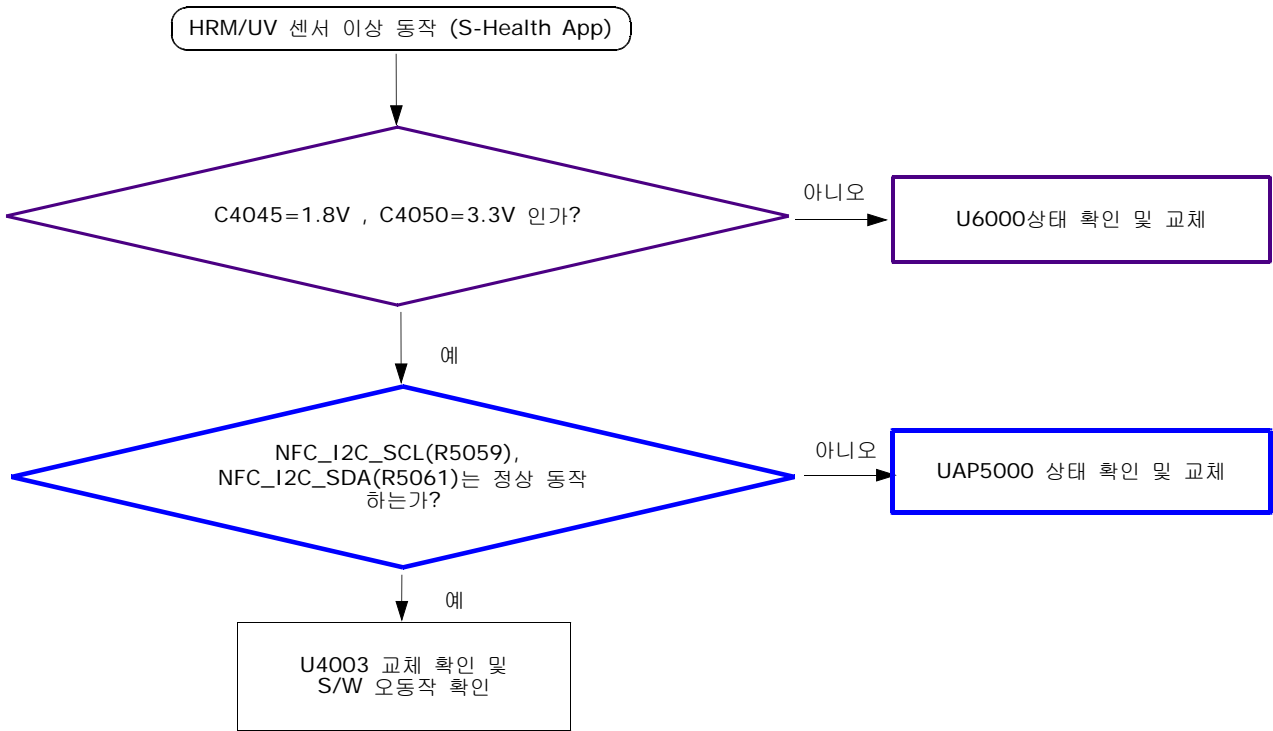 HRM/UV 센서 이상 동작 (S-Health App)
C4045=1.8V , C4050=3.3V 인가?
아니오
U6000상태 확인 및 교체
예
NFC_I2C_SCL(R5059),
NFC_I2C_SDA(R5061)는 정상 동작
하는가?
아니오
UAP5000 상태 확인 및 교체
예
U4003 교체 확인 및
S/W 오동작 확인